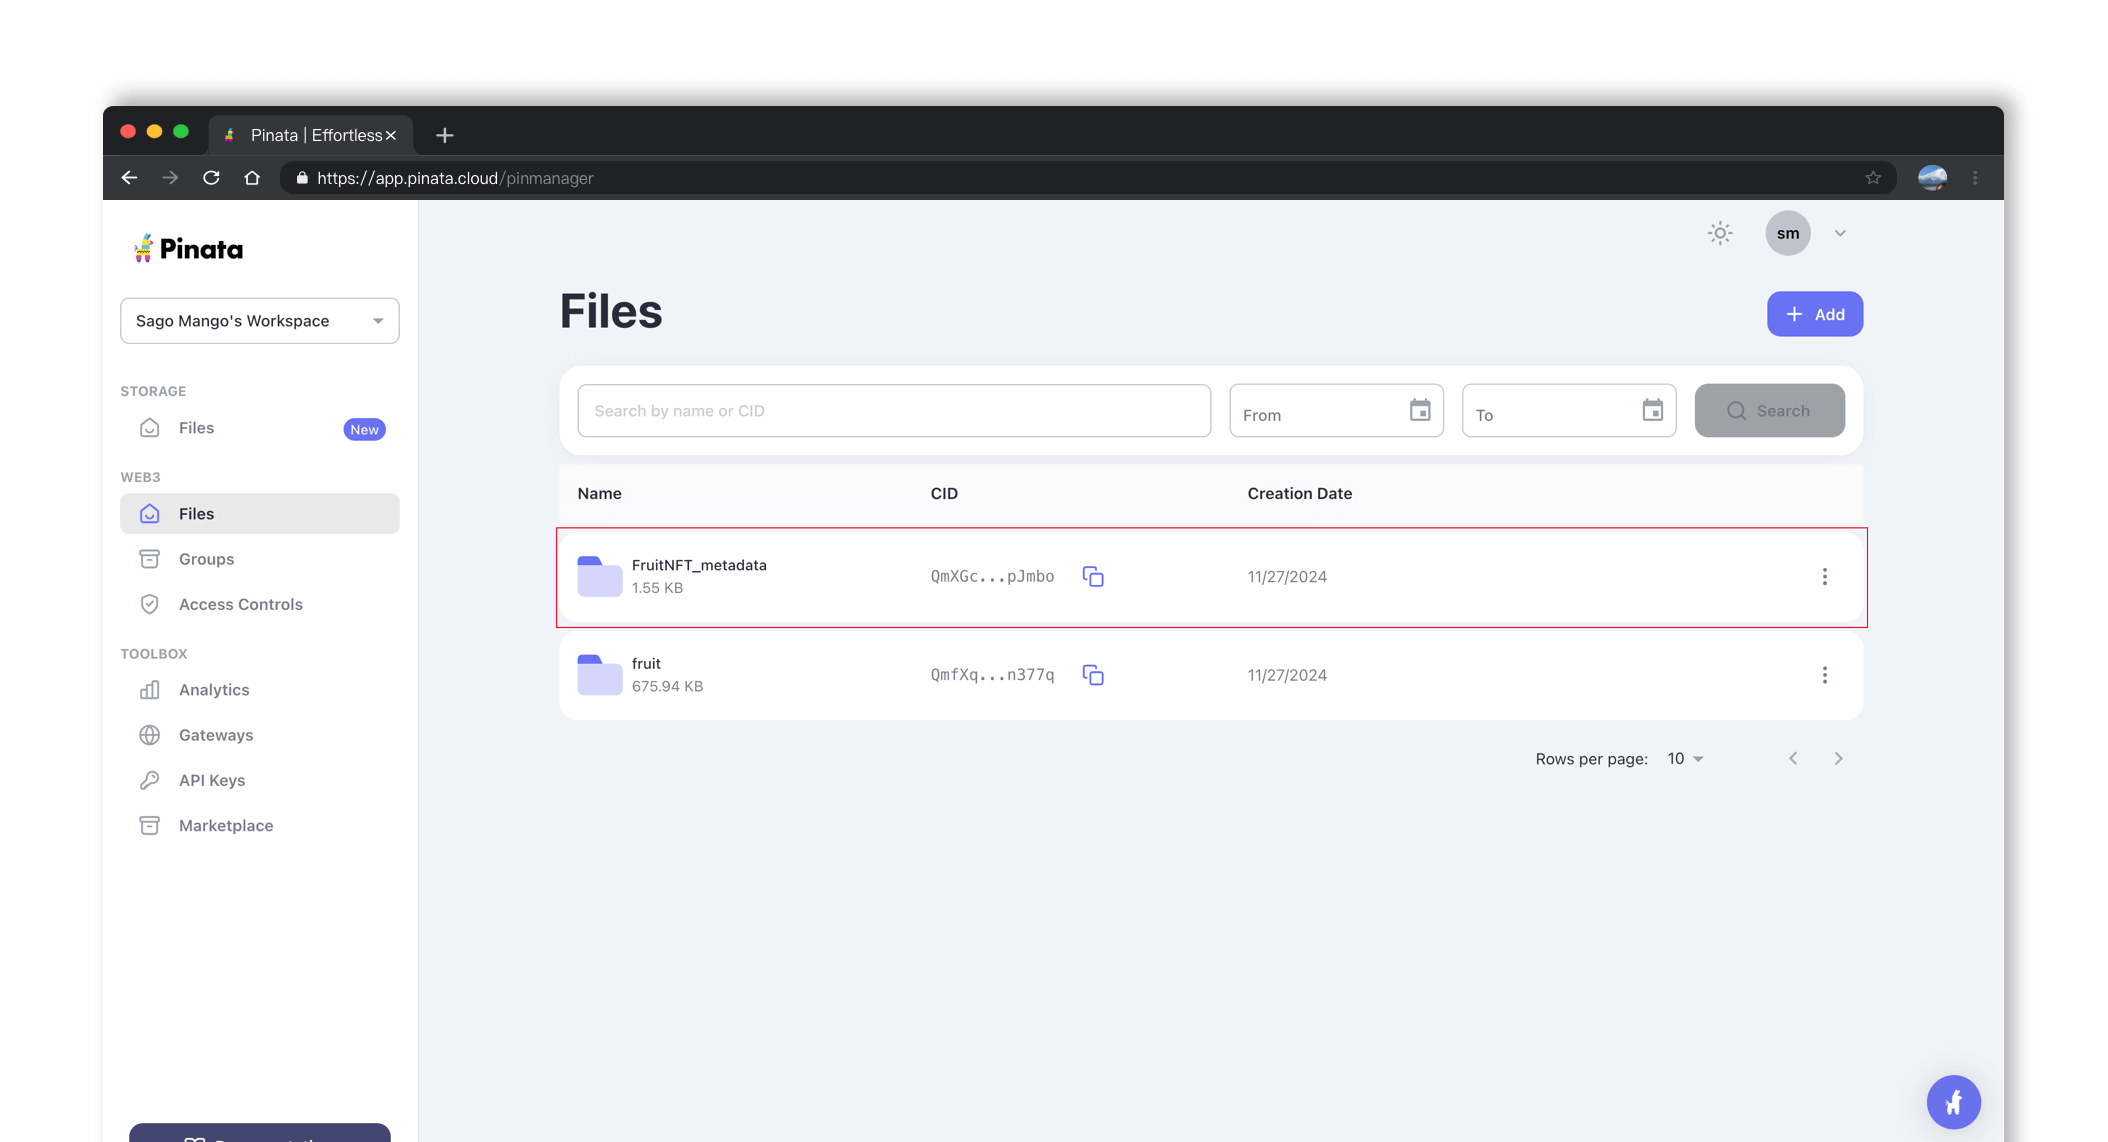 Pinata | Effortless
https://app.pinata.cloud/pinmanager
Pinata
sm
Sago Mango's Workspace
Files
Add
STORAGE
Files
New
Search by name or CID
From
To
Search
WEB3
Files
Groups
Access Controls
Name
CID
Creation Date
FruitNFT_metadata
1.55 KB
QmXGc...pJmbo
11/27/2024
fruit
675.94 KB
QmfXq...n377q
11/27/2024
TOOLBOX
Analytics
Gateways
API Keys
Marketplace
Rows per page:
10